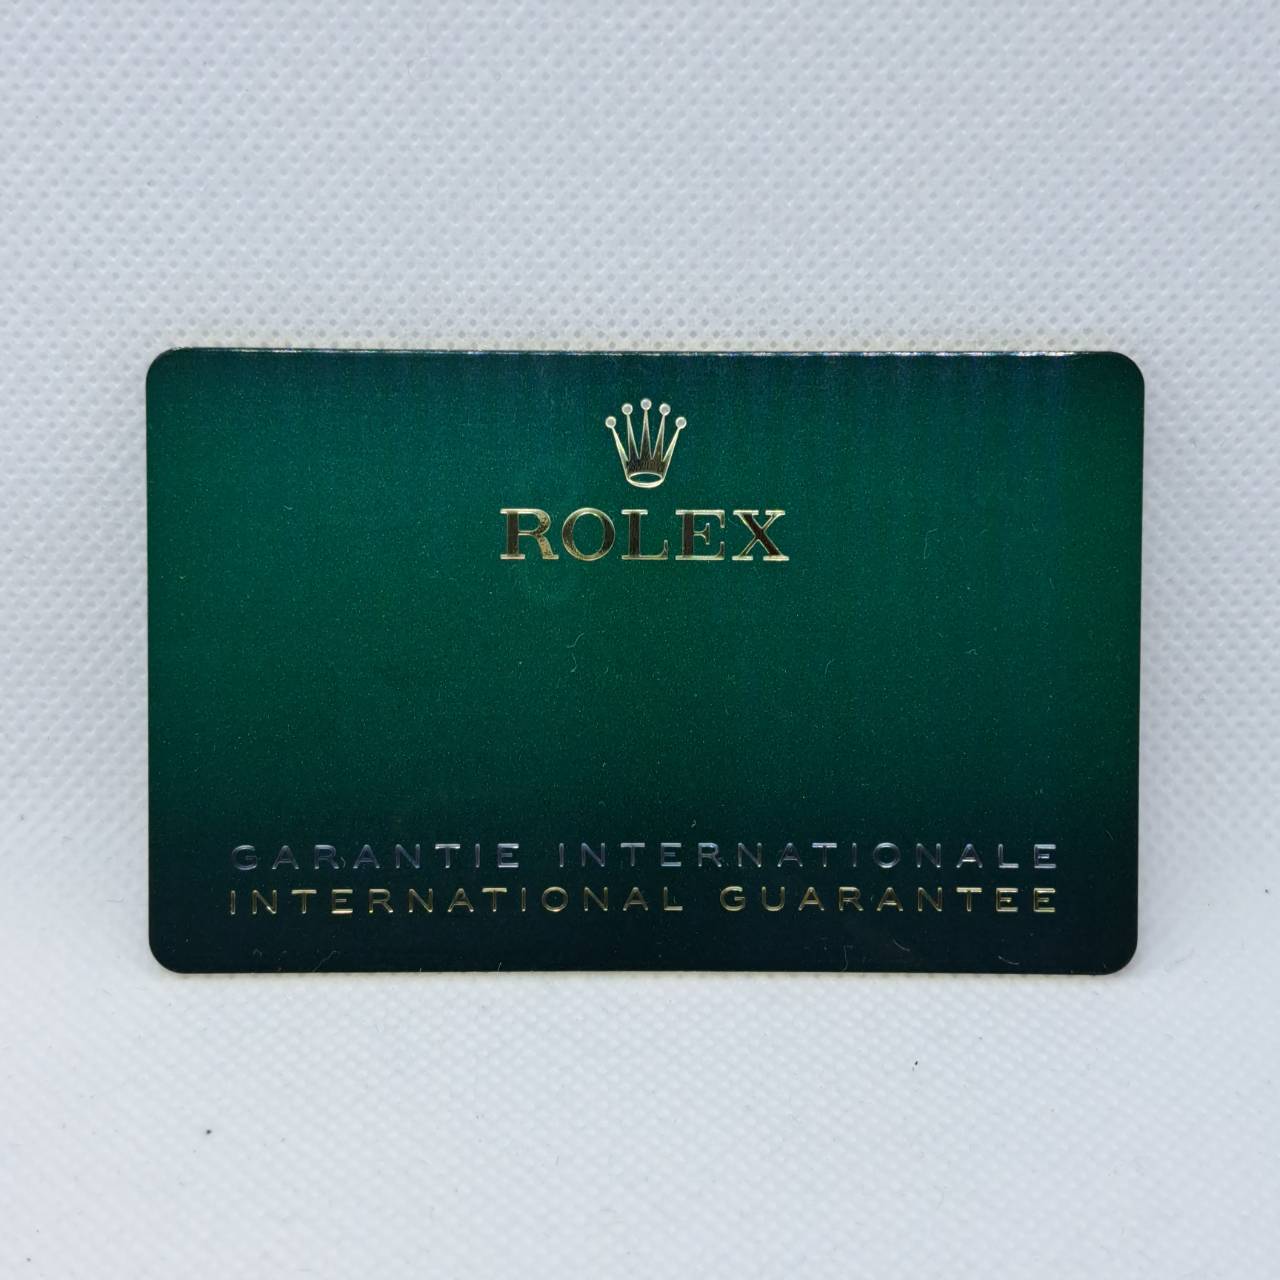 ROLEX
GARANTIE INTERNATIONALE
INTERNATIONAL GUARANTEE